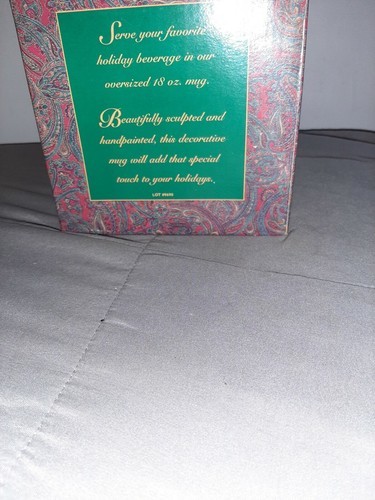 Serve your favorite
holiday beverage in our
oversized 18 oz. mug.
Beautifully sculpted and
handpainted, this decorative
mug will add that special
touch to your holidays.
LOT